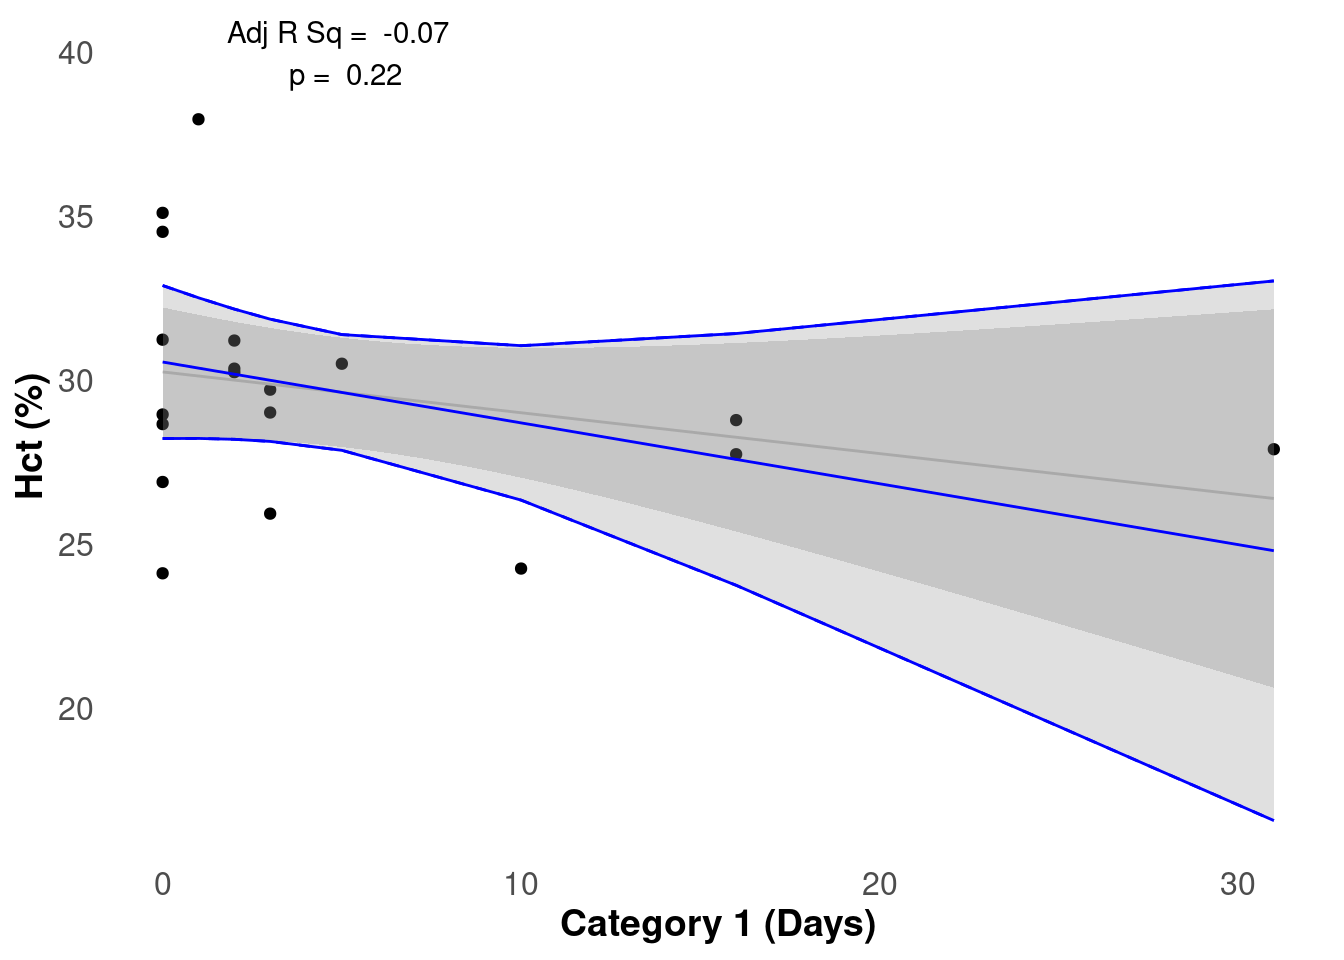 Adj R Sq =  -0.07
p =  0.22
40
35
30
25
20
Hct (%)
0 10 20 30
Category 1 (Days)